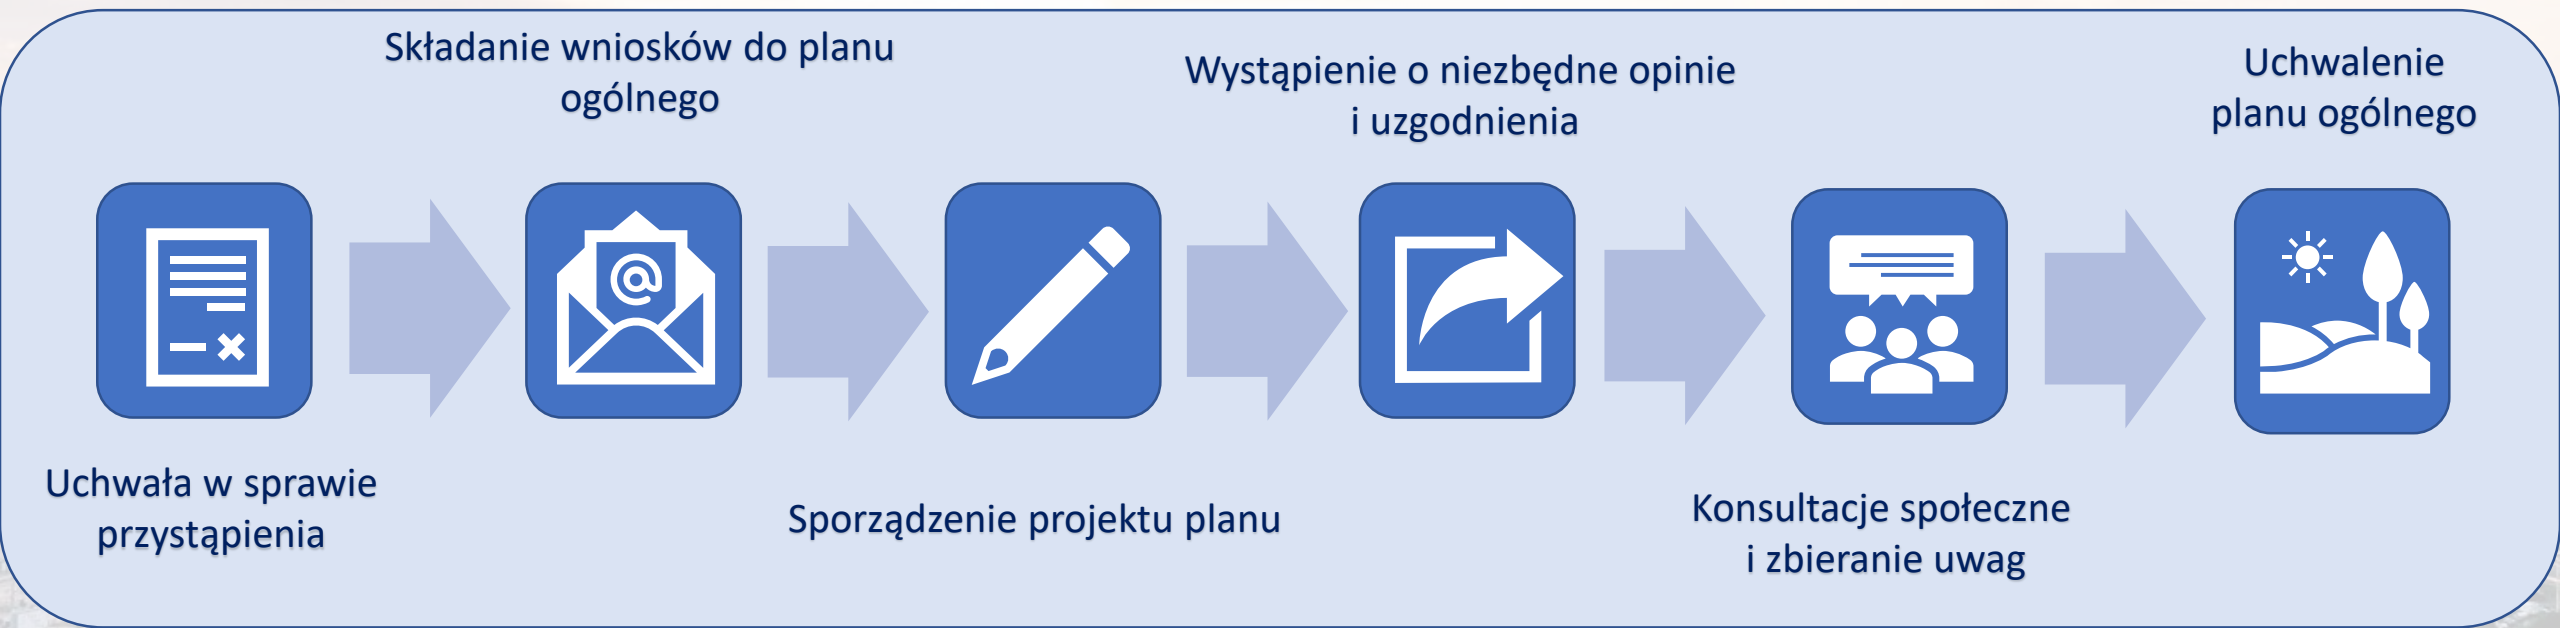 Uchwała w sprawie
przystąpienia
Składanie wniosków do planu
ogólnego
Sporządzenie projektu planu
Wystąpienie o niezbędne opinie
i uzgodnienia
Konsultacje społeczne
i zbieranie uwag
Uchwalenie
planu ogólnego